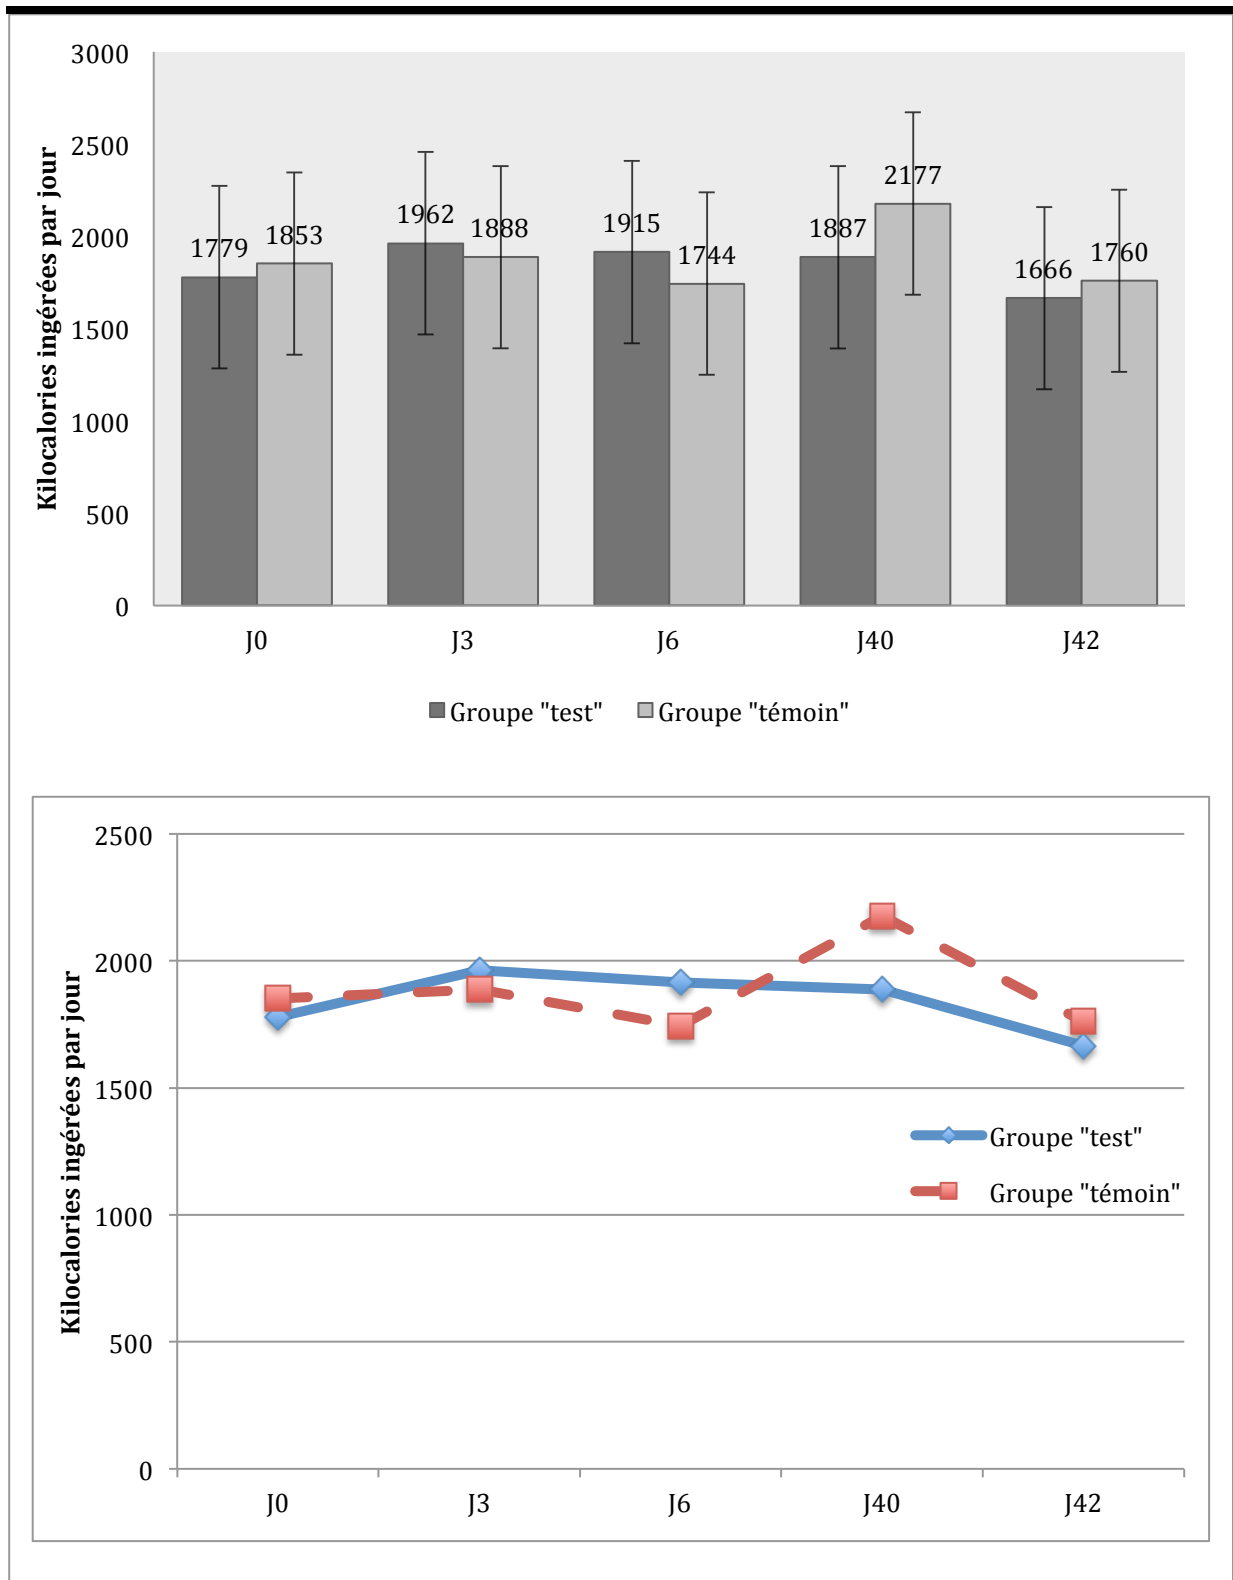 3000
2500
2000
1500
1000
500
0
Kilocalories ingérées par jour
1779 1853 1962 1888 1915 1744 1887 2177 1666 1760
J0 J3 J6 J40 J42
Groupe "test" Groupe "témoin"
2500
2000
1500
1000
500
0
Kilocalories ingérées par jour
Groupe "test"
Groupe "témoin"
J0 J3 J6 J40 J42